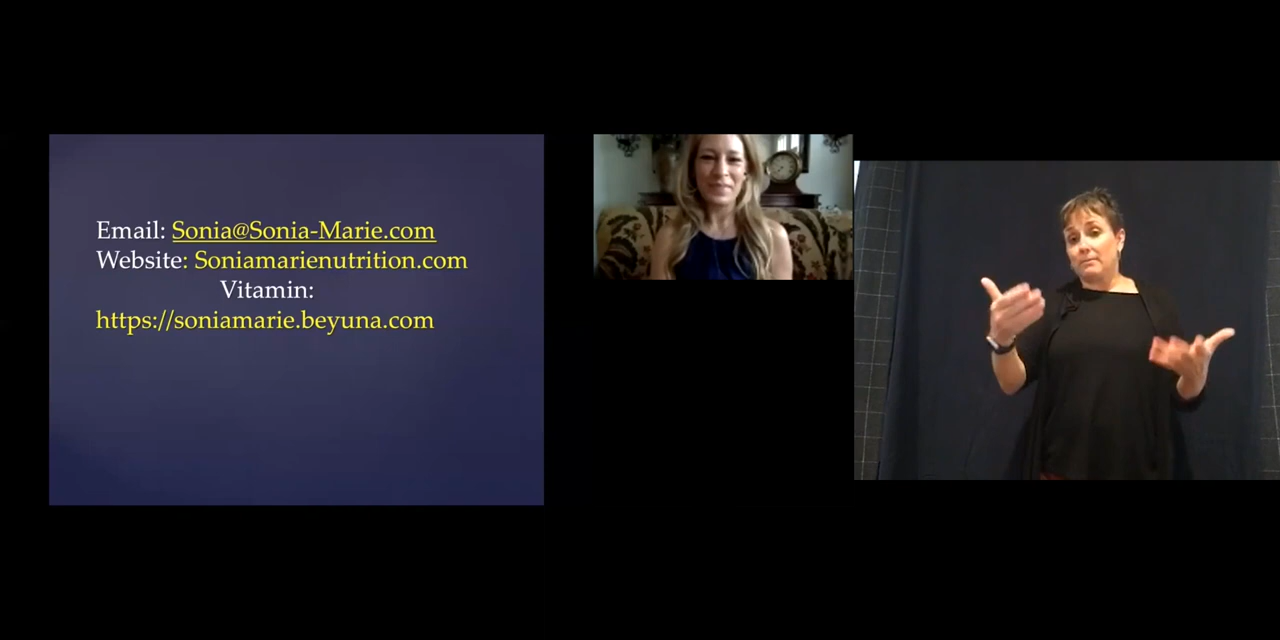 Email: Sonia@Sonia-Marie.com
Website: Soniamarienutrition.com
Vitamin:
https://soniamarie.beyuna.com